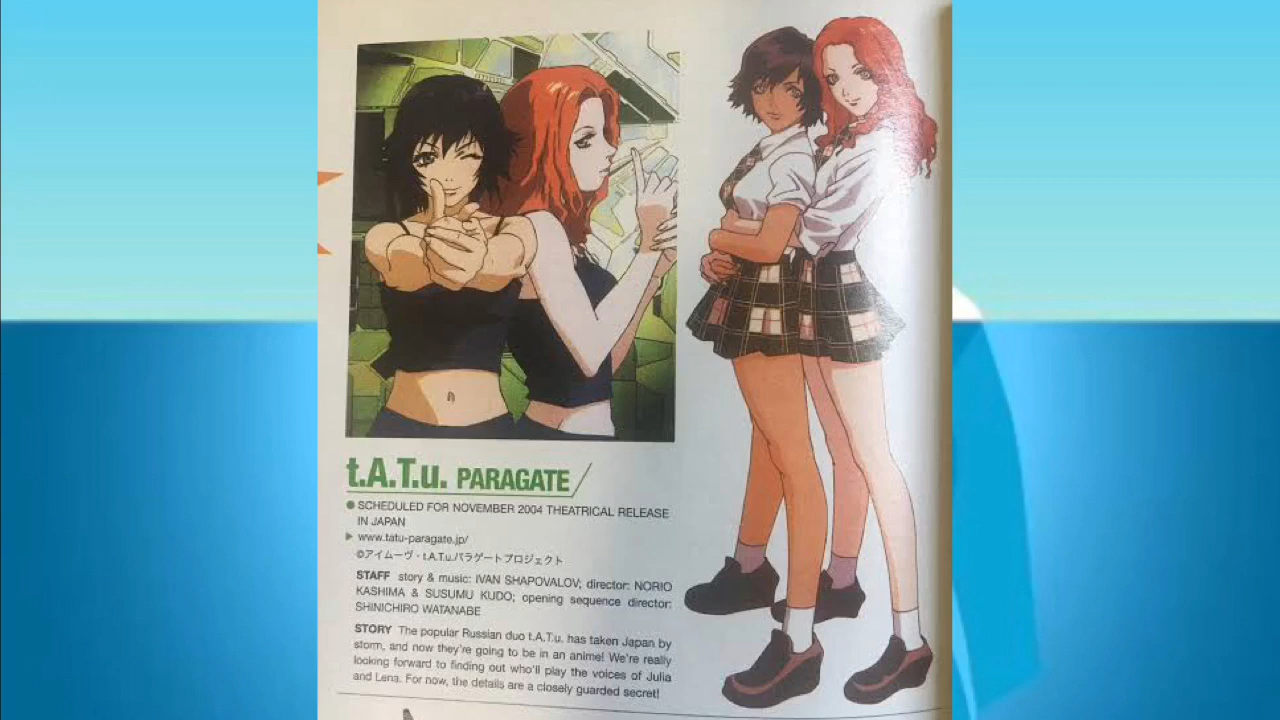 t.A.T.u. PARAGATE
● SCHEDULED FOR NOVEMBER 2004 THEATRICAL RELEASE
IN JAPAN
▶ www.tatu-paragate.jp/
©アイムーヴ・t.A.T.u.パラゲートプロジェクト
STAFF story & music: IVAN SHAPOVALOV; director: NORIO
KASHIMA & SUSUMU KUDO; opening sequence director:
SHINICHIRO WATANABE
STORY The popular Russian duo t.A.T.u. has taken Japan by
storm, and now they're going to be in an anime! We're really
looking forward to finding out who'll play the voices of Julia
and Lena. For now, the details are a closely guarded secret!